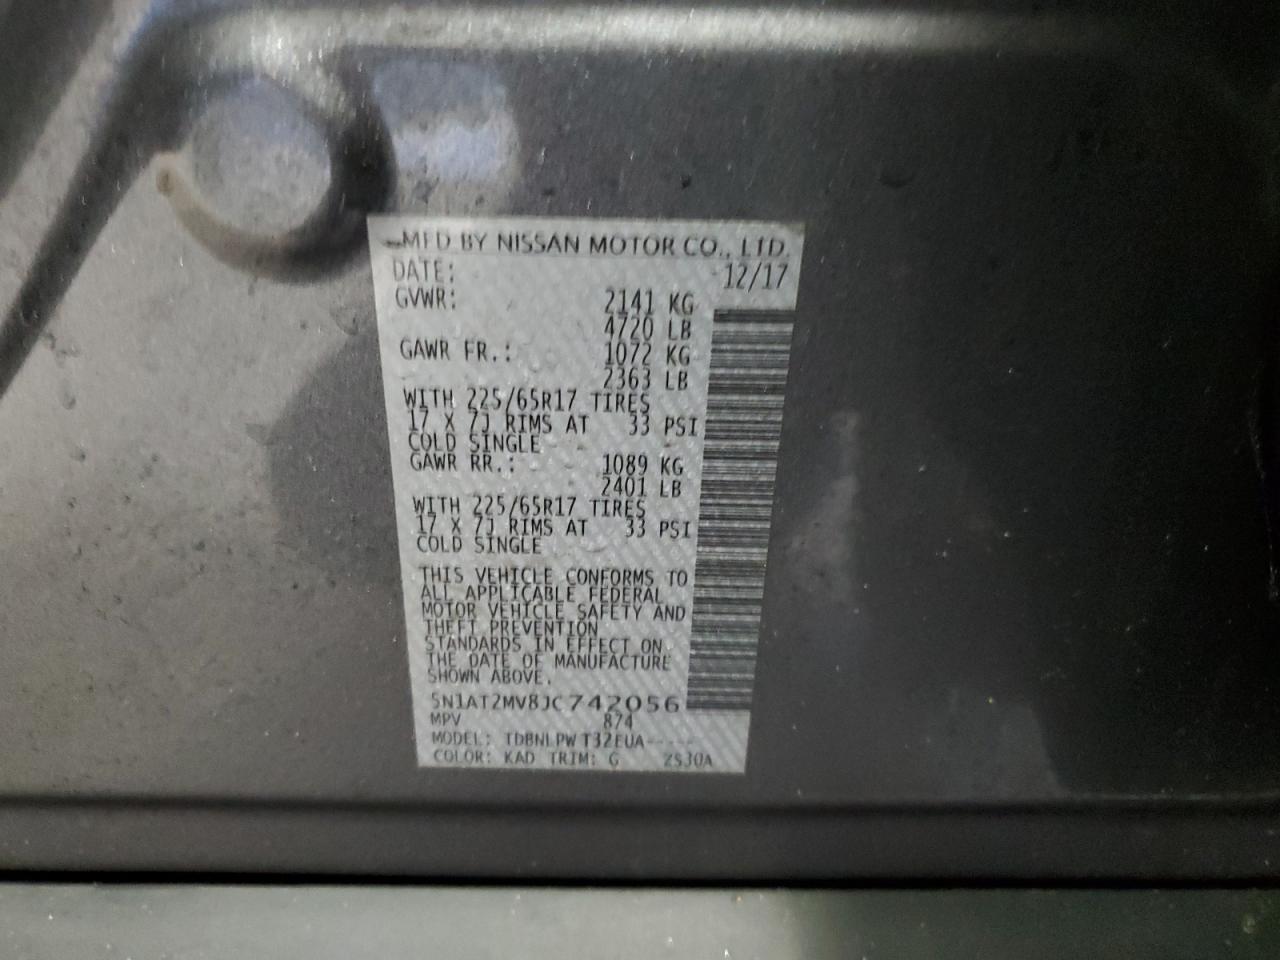 MFD BY NISSAN MOTOR CO., LTD.
DATE: 12/17
GVWR: 2141 KG
4720 LB
GAWR FR.: 1072 KG
2363 LB
WITH 225/65R17 TIRES
17 X 7J RIMS AT 33 PSI
COLD SINGLE
GAWR RR.: 1089 KG
2401 LB
WITH 225/65R17 TIRES
17 X 7J RIMS AT 33 PSI
COLD SINGLE
THIS VEHICLE CONFORMS TO
ALL APPLICABLE FEDERAL
MOTOR VEHICLE SAFETY AND
THEFT PREVENTION
STANDARDS IN EFFECT ON
THE DATE OF MANUFACTURE
SHOWN ABOVE.
5N1AT2MV8JC742056
MPV 874
MODEL: TDBNLPW T32EUA-----
COLOR: KAD TRIM: G 2S30A